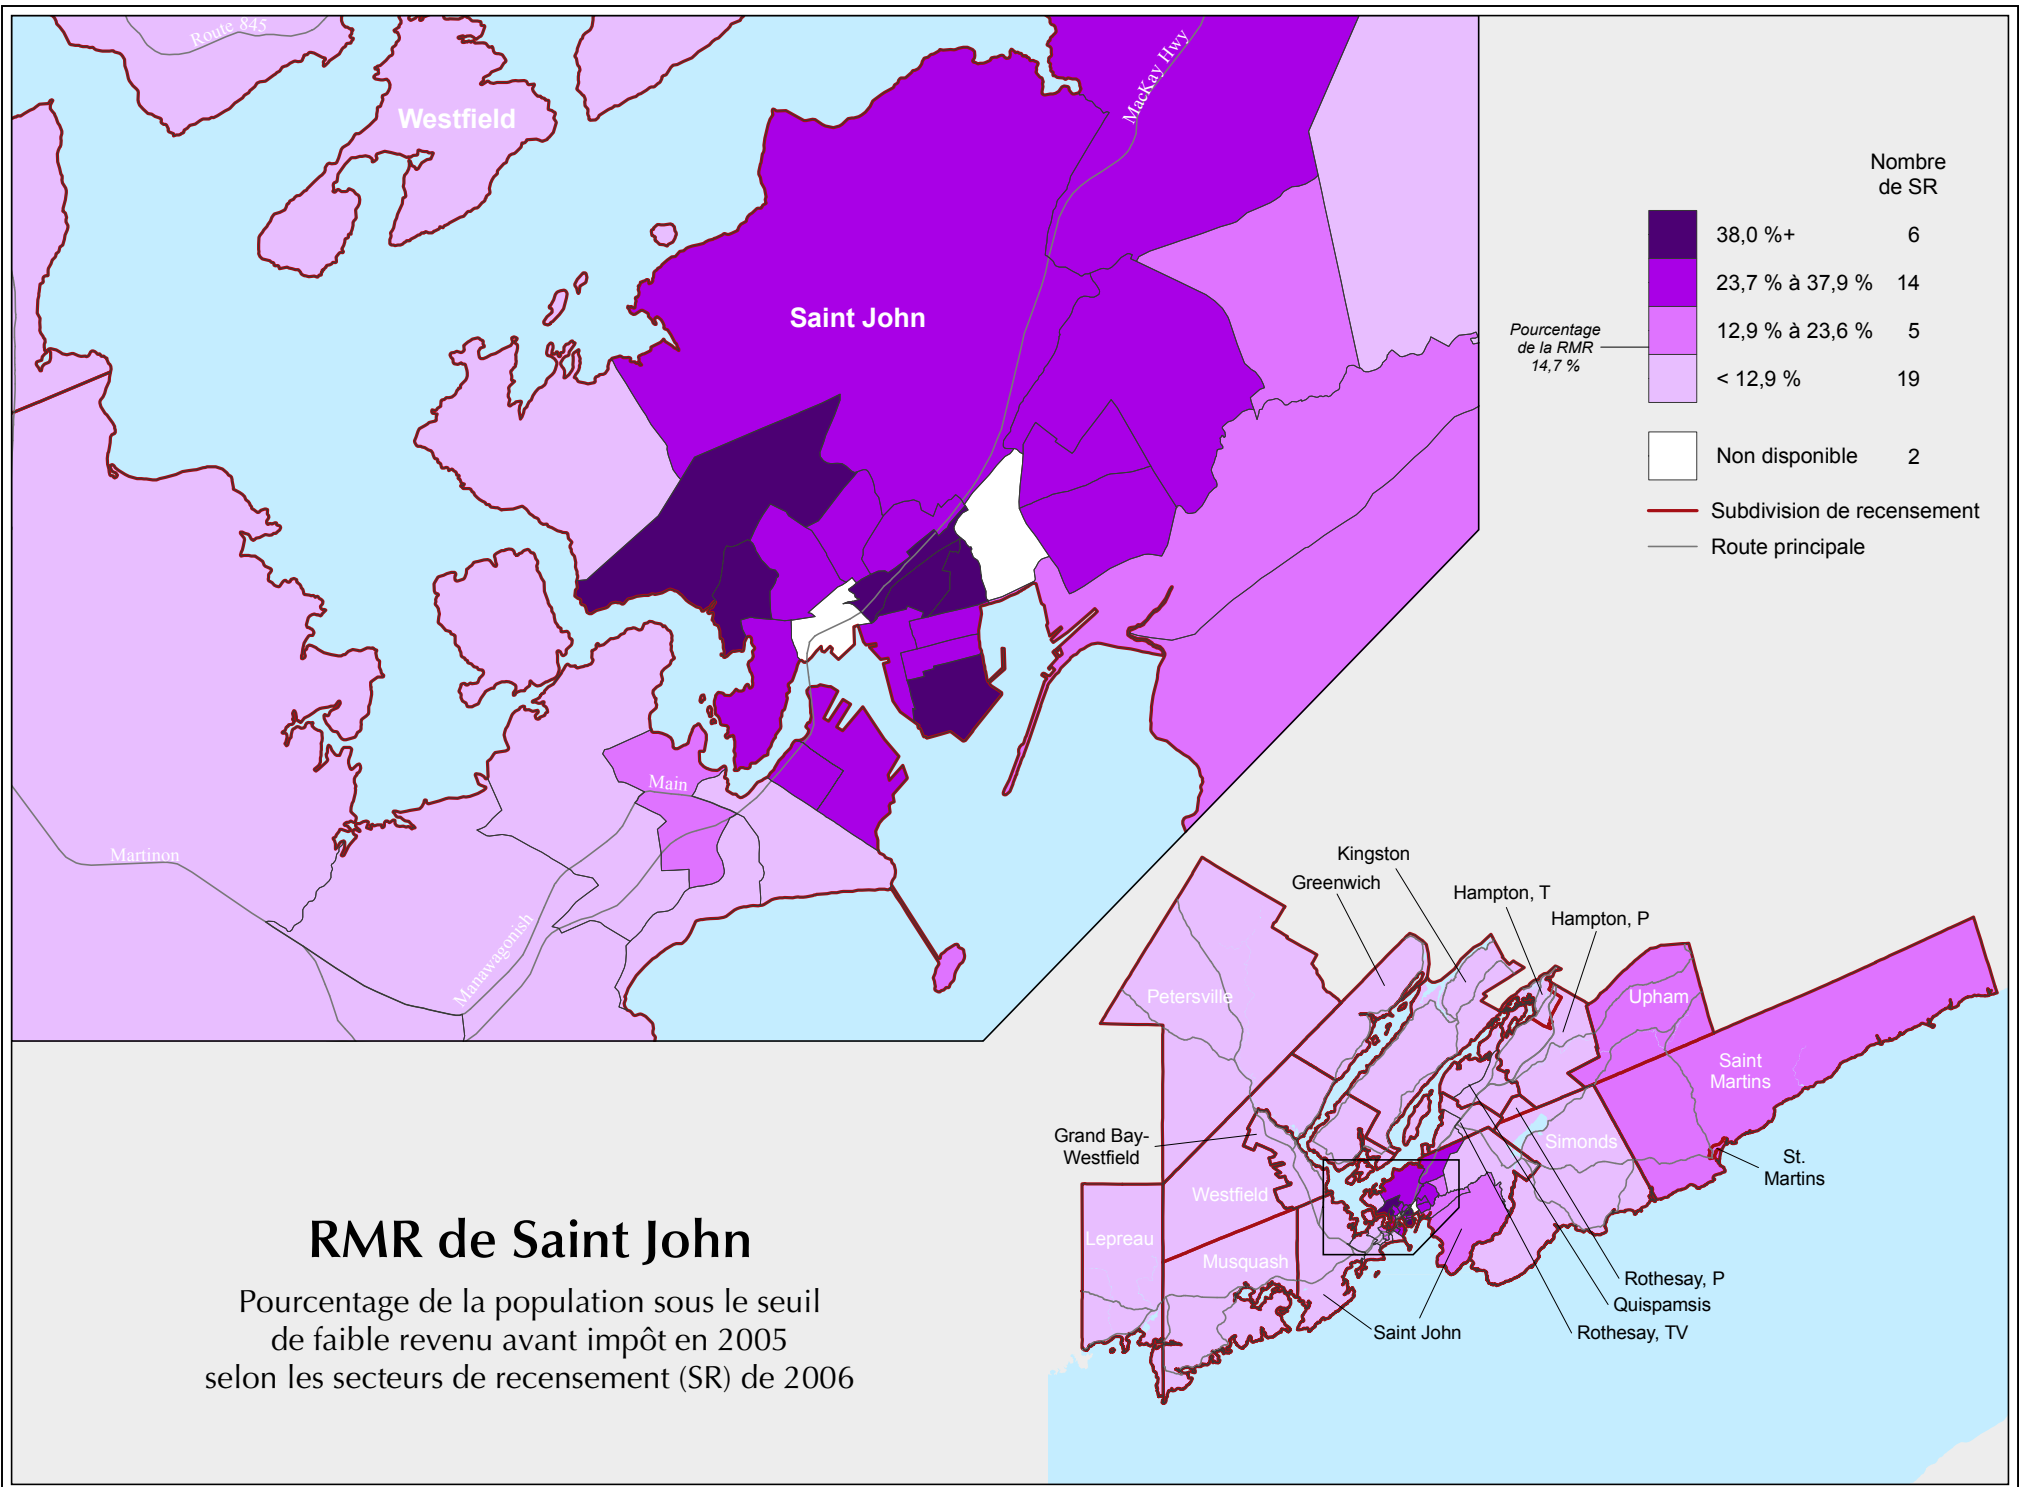 Route 845
MacKay Hwy
Westfield
Saint John
Main
Martinon
Manawagonish
Nombre
de SR
38,0 %+ 6
23,7 % à 37,9 % 14
12,9 % à 23,6 % 5
< 12,9 % 19
Pourcentage
de la RMR
14,7 %
Non disponible 2
Subdivision de recensement
Route principale
Kingston
Greenwich
Hampton, T
Hampton, P
Petersville
Upham
Saint
Martins
Grand Bay-
Westfield
Simonds
St.
Martins
Westfield
Lepreau
Musquash
Rothesay, P
Quispamsis
Rothesay, TV
Saint John
RMR de Saint John
Pourcentage de la population sous le seuil
de faible revenu avant impôt en 2005
selon les secteurs de recensement (SR) de 2006